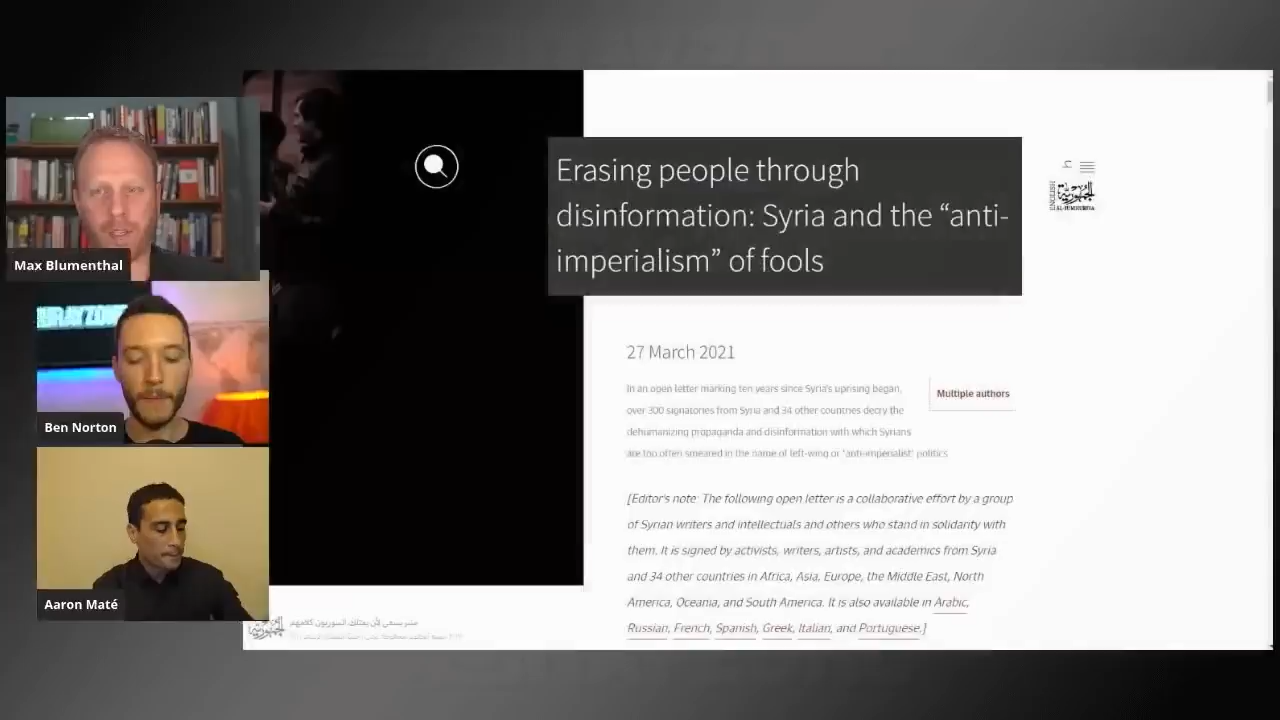 Max Blumenthal
Ben Norton
Aaron Maté
Erasing people through
disinformation: Syria and the “anti-
imperialism” of fools
ENGLISH
AL-JUMHURIYA
27 March 2021
In an open letter marking ten years since Syria's uprising began,
over 300 signatories from Syria and 34 other countries decry the
dehumanizing propaganda and disinformation with which Syrians
are too often smeared in the name of left-wing or "anti-imperialist" politics
Multiple authors
[Editor's note: The following open letter is a collaborative effort by a group
of Syrian writers and intellectuals and others who stand in solidarity with
them. It is signed by activists, writers, artists, and academics from Syria
and 34 other countries in Africa, Asia, Europe, the Middle East, North
America, Oceania, and South America. It is also available in Arabic,
Russian, French, Spanish, Greek, Italian, and Portuguese.]
الجمهورية